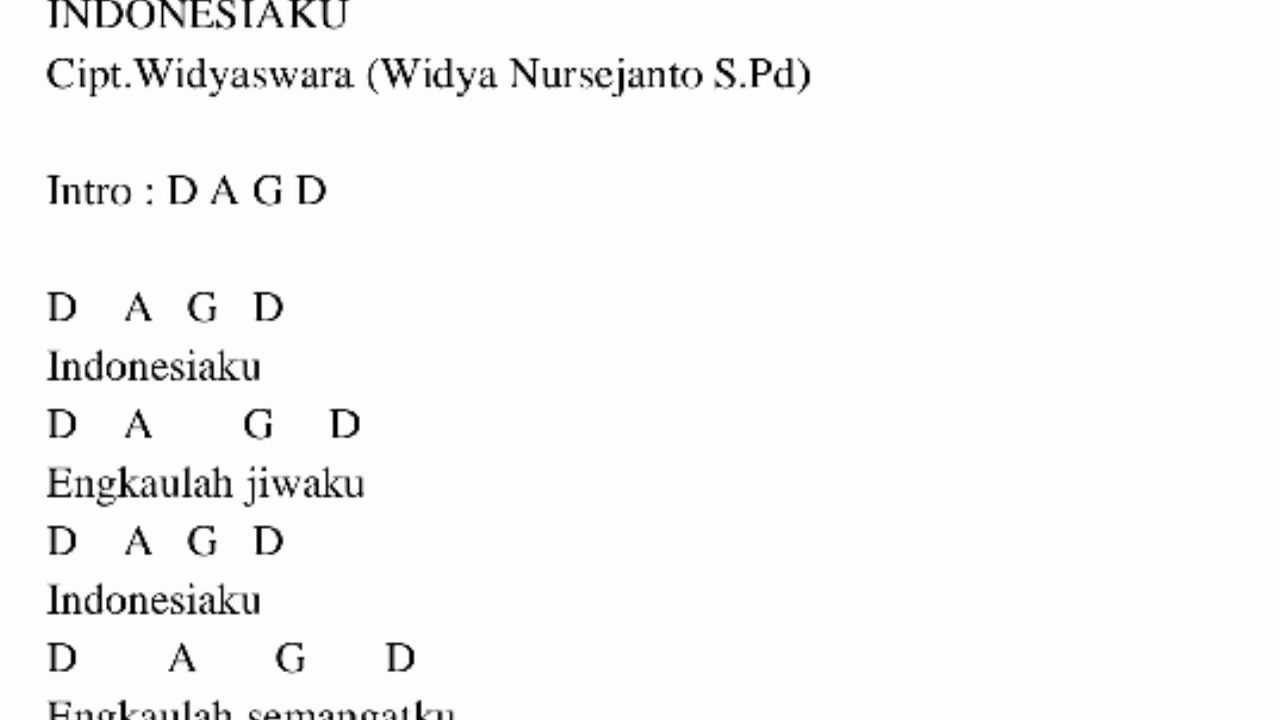 INDONESIAKU
Cipt.Widyaswara (Widya Nursejanto S.Pd)
Intro : D A G D
D A G D
Indonesiaku
D A G D
Engkaulah jiwaku
D A G D
Indonesiaku
D A G D
Engkaulah semangatku